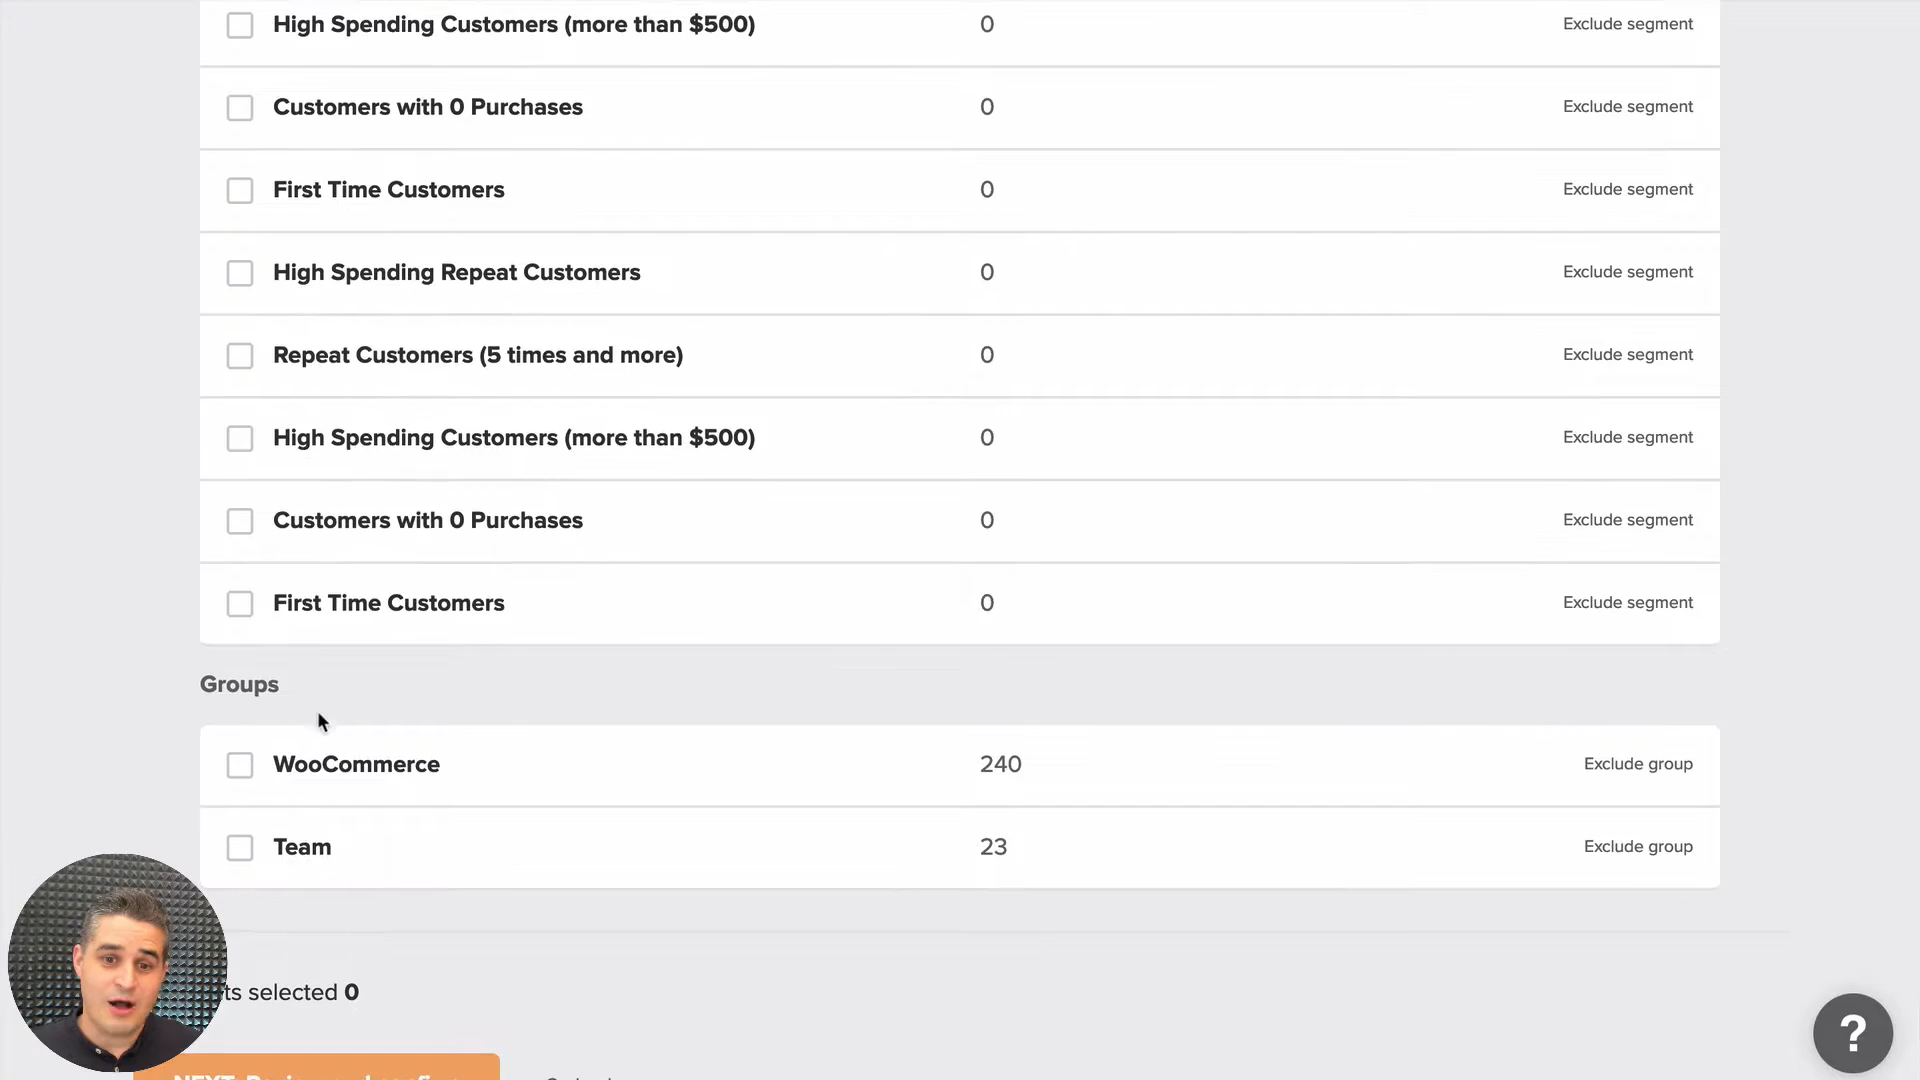 High Spending Customers (more than $500) 0 Exclude segment
Customers with 0 Purchases 0 Exclude segment
First Time Customers 0 Exclude segment
High Spending Repeat Customers 0 Exclude segment
Repeat Customers (5 times and more) 0 Exclude segment
High Spending Customers (more than $500) 0 Exclude segment
Customers with 0 Purchases 0 Exclude segment
First Time Customers 0 Exclude segment
Groups
WooCommerce 240 Exclude group
Team 23 Exclude group
ts selected 0
?